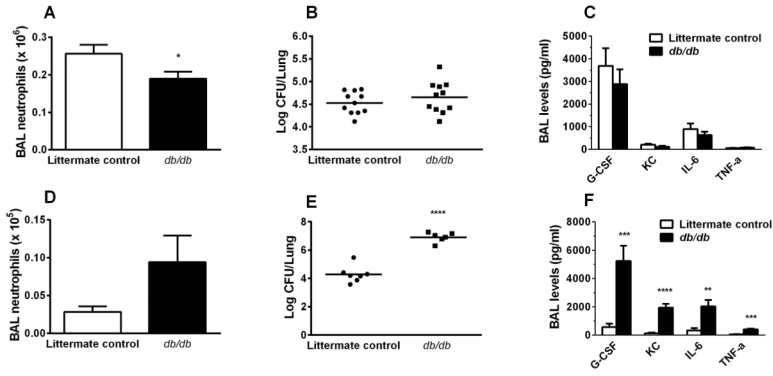 A
BAL neutrophils (x 10⁶)
0.3
0.2
0.1
0.0
*
Littermate control
db/db
B
Log CFU/Lung
6.0
5.5
5.0
4.5
4.0
3.5
Littermate control
db/db
C
BAL levels (pg/ml)
5000
4000
3000
2000
1000
0
Littermate control
db/db
G-CSF
KC
IL-6
TNF-a
D
BAL neutrophils (x 10⁵)
0.15
0.10
0.05
0.00
Littermate control
db/db
E
Log CFU/Lung
8
6
4
2
0
****
Littermate control
db/db
F
BAL levels (pg/ml)
8000
6000
4000
2000
0
Littermate control
db/db
***
****
**
***
G-CSF
KC
IL-6
TNF-a